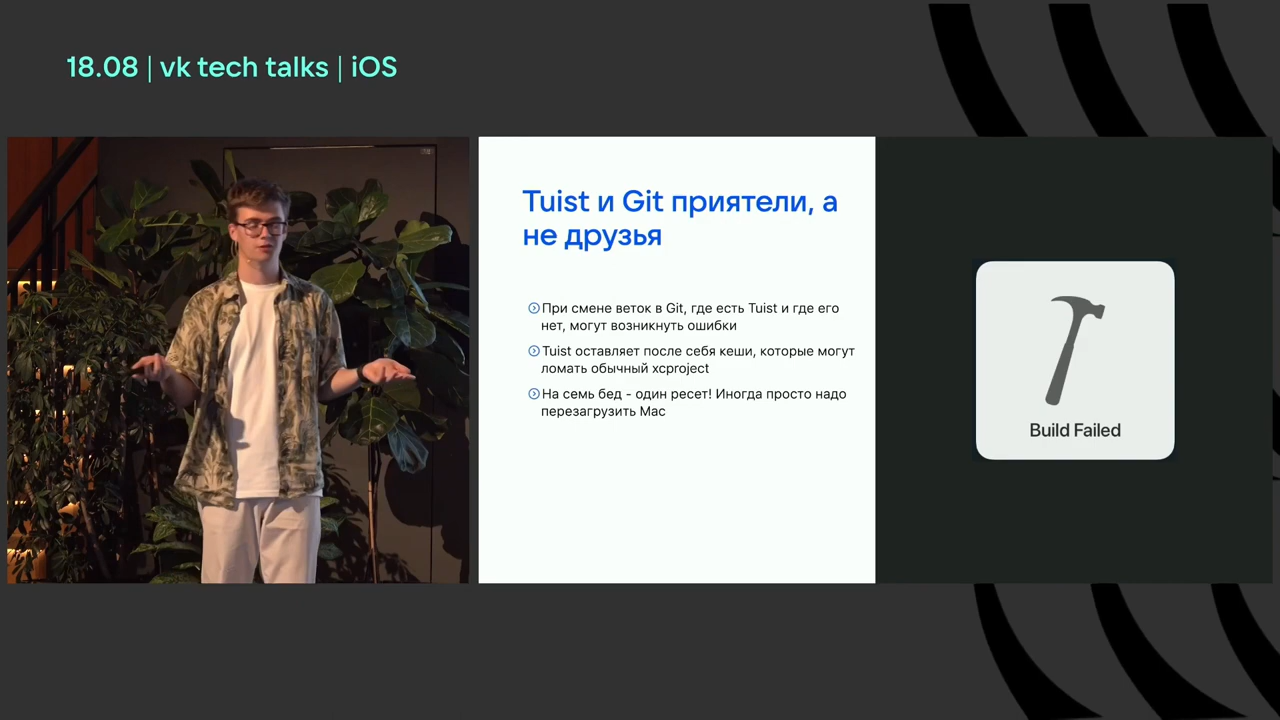 18.08 | vk tech talks | iOS
Tuist и Git приятели, а
не друзья
При смене веток в Git, где есть Tuist и где его
нет, могут возникнуть ошибки
Tuist оставляет после себя кеши, которые могут
ломать обычный xcproject
На семь бед - один ресет! Иногда просто надо
перезагрузить Mac
Build Failed